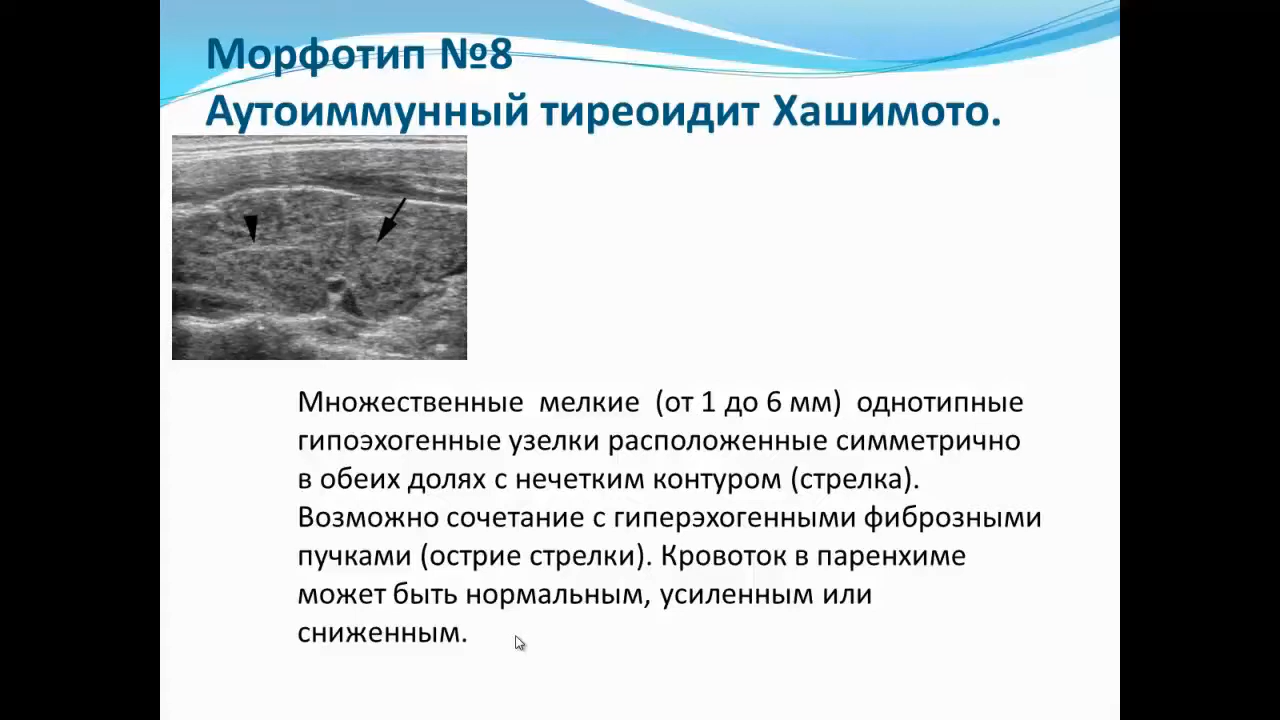 Морфотип №8
Аутоиммунный тиреоидит Хашимото.
Множественные мелкие (от 1 до 6 мм) однотипные
гипоэхогенные узелки расположенные симметрично
в обеих долях с нечетким контуром (стрелка).
Возможно сочетание с гиперэхогенными фиброзными
пучками (острие стрелки). Кровоток в паренхиме
может быть нормальным, усиленным или
сниженным.